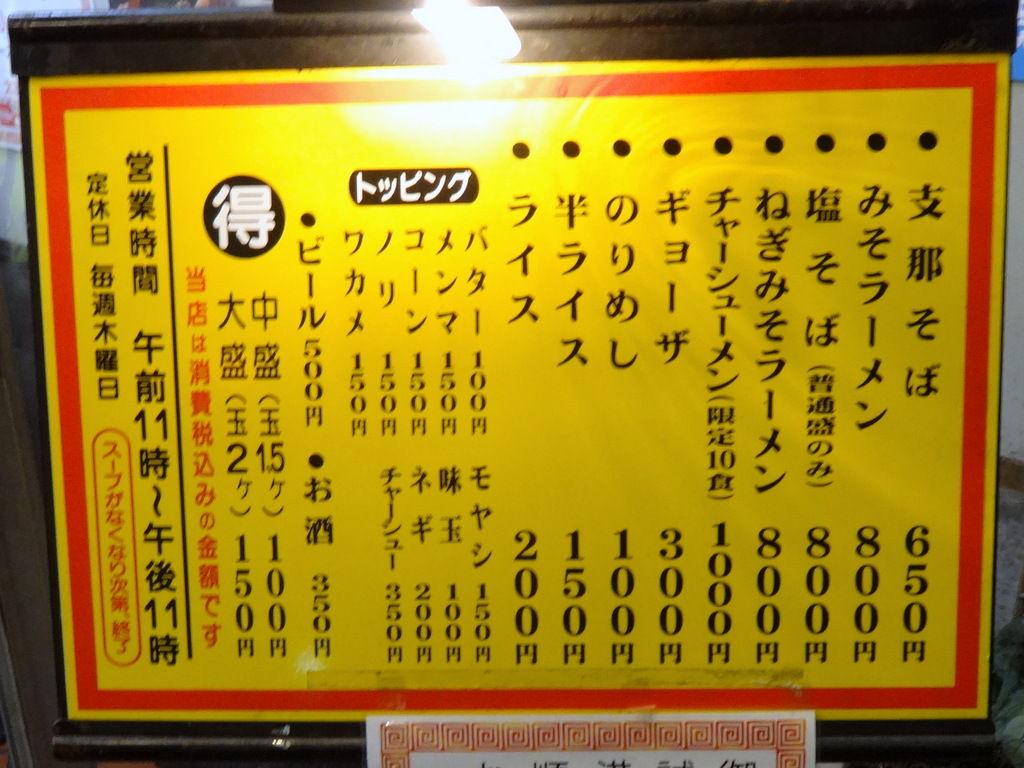 ●支那そば 650円
●みそラーメン 800円
●塩そば(普通盛のみ) 800円
●ねぎみそラーメン 800円
●チャーシューメン(限定10食) 1000円
●ギョーザ 300円
●のりめし 100円
●半ライス 150円
●ライス 200円
トッピング
バター 100円
メンマ 150円
コーン 150円
ノリ 150円
ワカメ 150円
モヤシ 150円
味玉 100円
ネギ 200円
チャーシュー 350円
●ビール 500円
●お酒 350円
得
中盛(玉1.5ヶ) 100円
大盛(玉2ヶ) 150円
当店は消費税込みの金額です
営業時間 午前11時~午後11時
定休日 毎週木曜日
スープがなくなり次第、終了